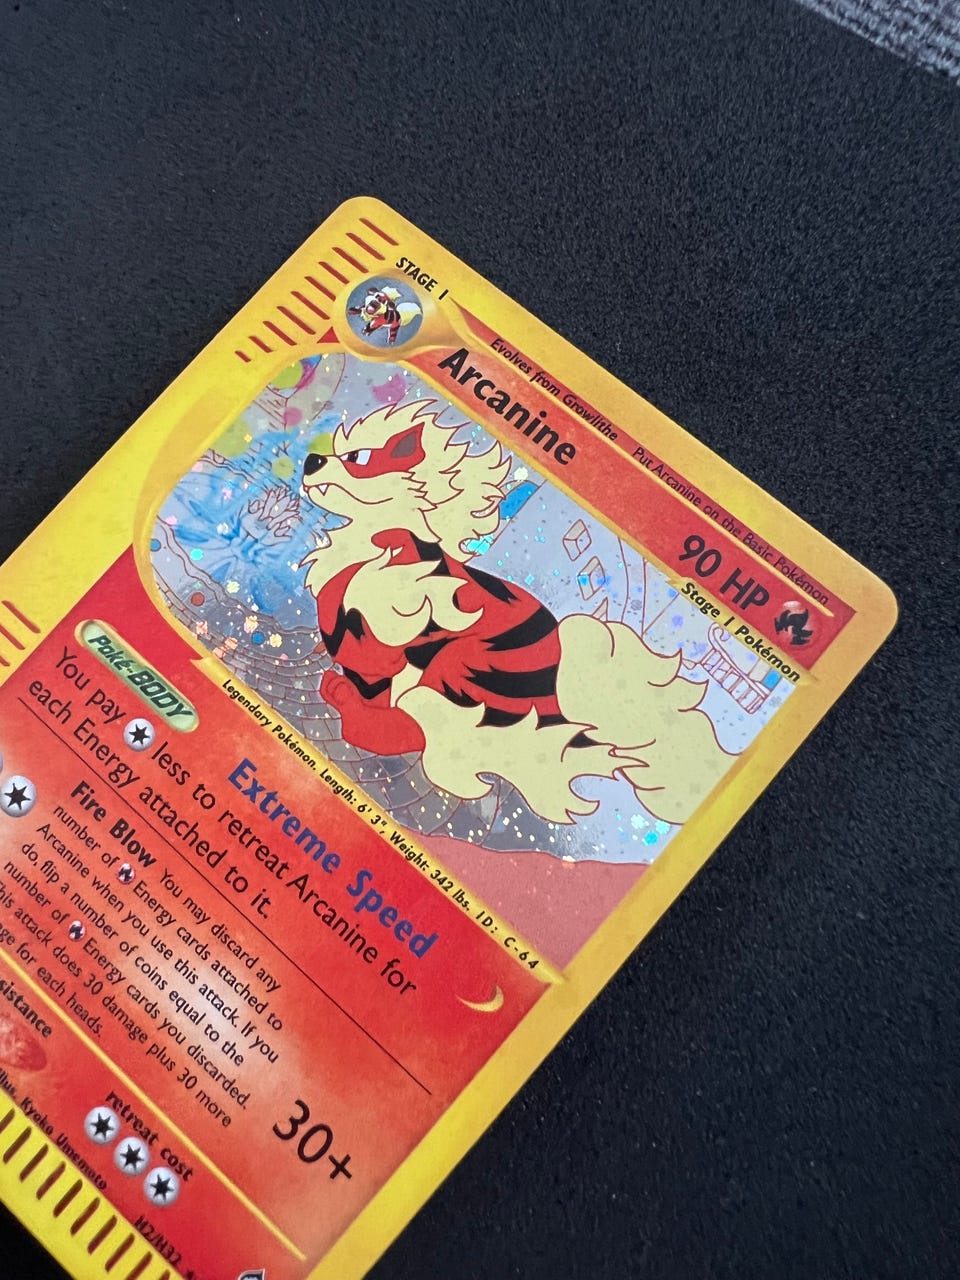 STAGE 1
Evolves from Growlithe Put Arcanine on the Basic Pokémon
Arcanine 90 HP
Stage 1 Pokémon
Legendary Pokémon. Length: 6' 3", Weight: 342 lbs. ID: C-64
Poké-BODY
Extreme Speed
You pay less to retreat Arcanine for
each Energy attached to it.
Fire Blow You may discard any
number of Energy cards attached to
Arcanine when you use this attack. If you
do, flip a number of coins equal to the
number of Energy cards you discarded.
This attack does 30 damage plus 30 more
for each heads.
30+
retreat cost
Kyoko Umemoto
H2/H32